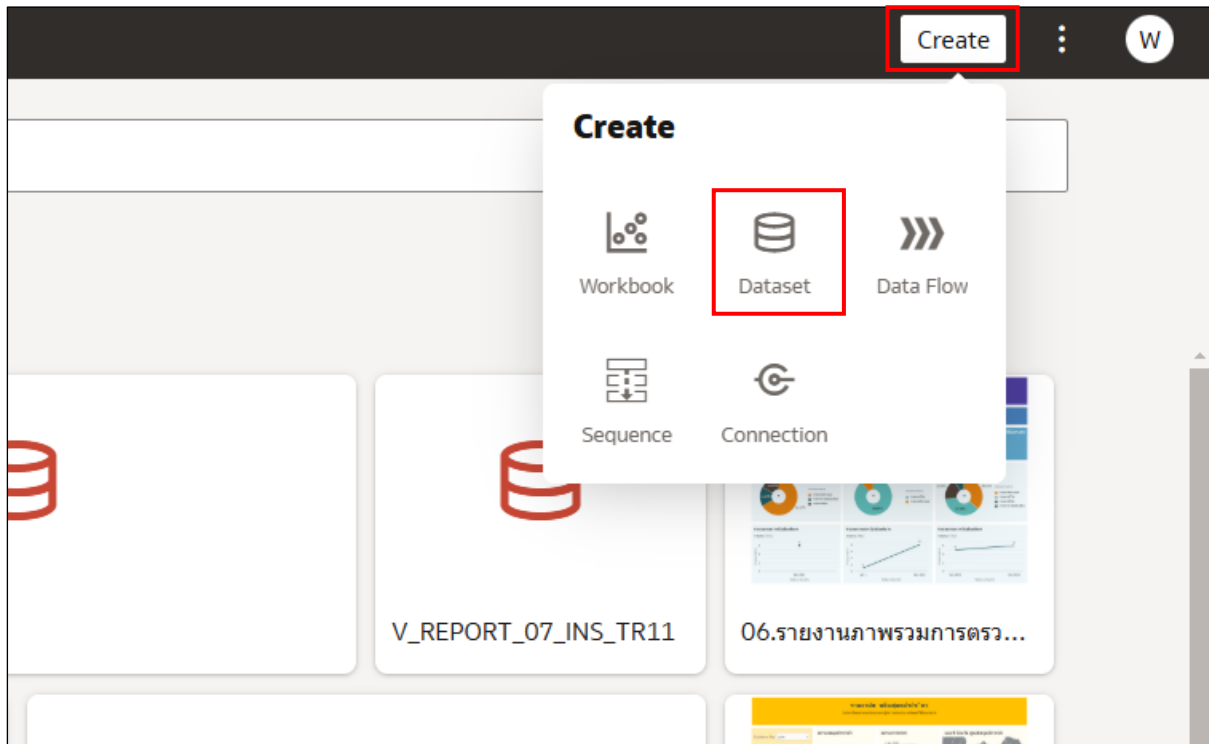 Create
W
Create
Workbook
Dataset
Data Flow
Sequence
Connection
V_REPORT_07_INS_TR11
06.รายงานภาพรวมการตรว...